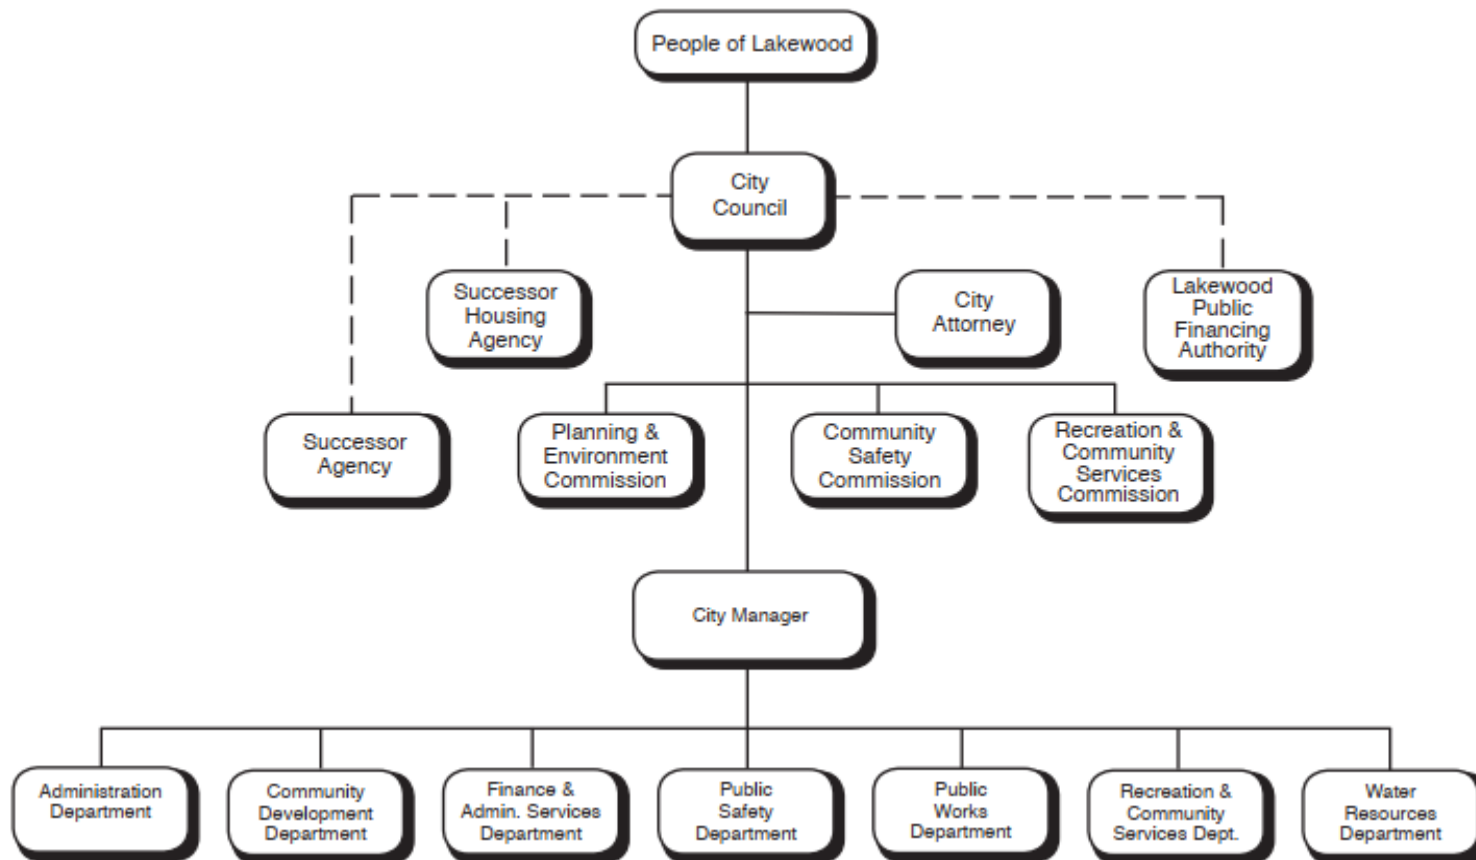 People of Lakewood
City
Council
Successor
Housing
Agency
City
Attorney
Lakewood
Public
Financing
Authority
Successor
Agency
Planning &
Environment
Commission
Community
Safety
Commission
Recreation &
Community
Services
Commission
City Manager
Administration
Department
Community
Development
Department
Finance &
Admin. Services
Department
Public
Safety
Department
Public
Works
Department
Recreation &
Community
Services Dept.
Water
Resources
Department